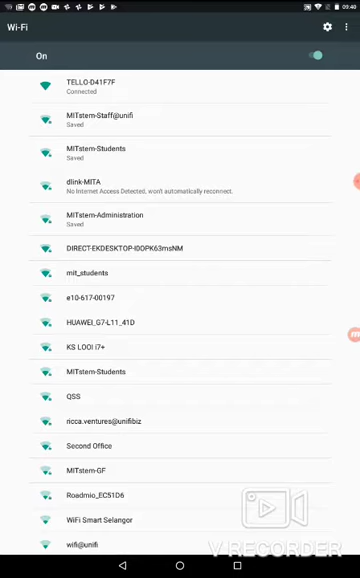 09:40
Wi-Fi
On
TELLO-D41F7F
Connected
MITstem-Staff@unifi
Saved
MITstem-Students
Saved
dlink-MITA
No Internet Access Detected, won't automatically reconnect.
MITstem-Administration
Saved
DIRECT-EKDESKTOP-I0OPK63msNM
mit_students
e10-617-00197
HUAWEI_G7-L11_41D
KS LOOI i7+
MITstem-Students
QSS
ricca.ventures@unifibiz
Second Office
MITstem-GF
Roadmio_EC51D6
WiFi Smart Selangor
wifi@unifi
V RECORDER